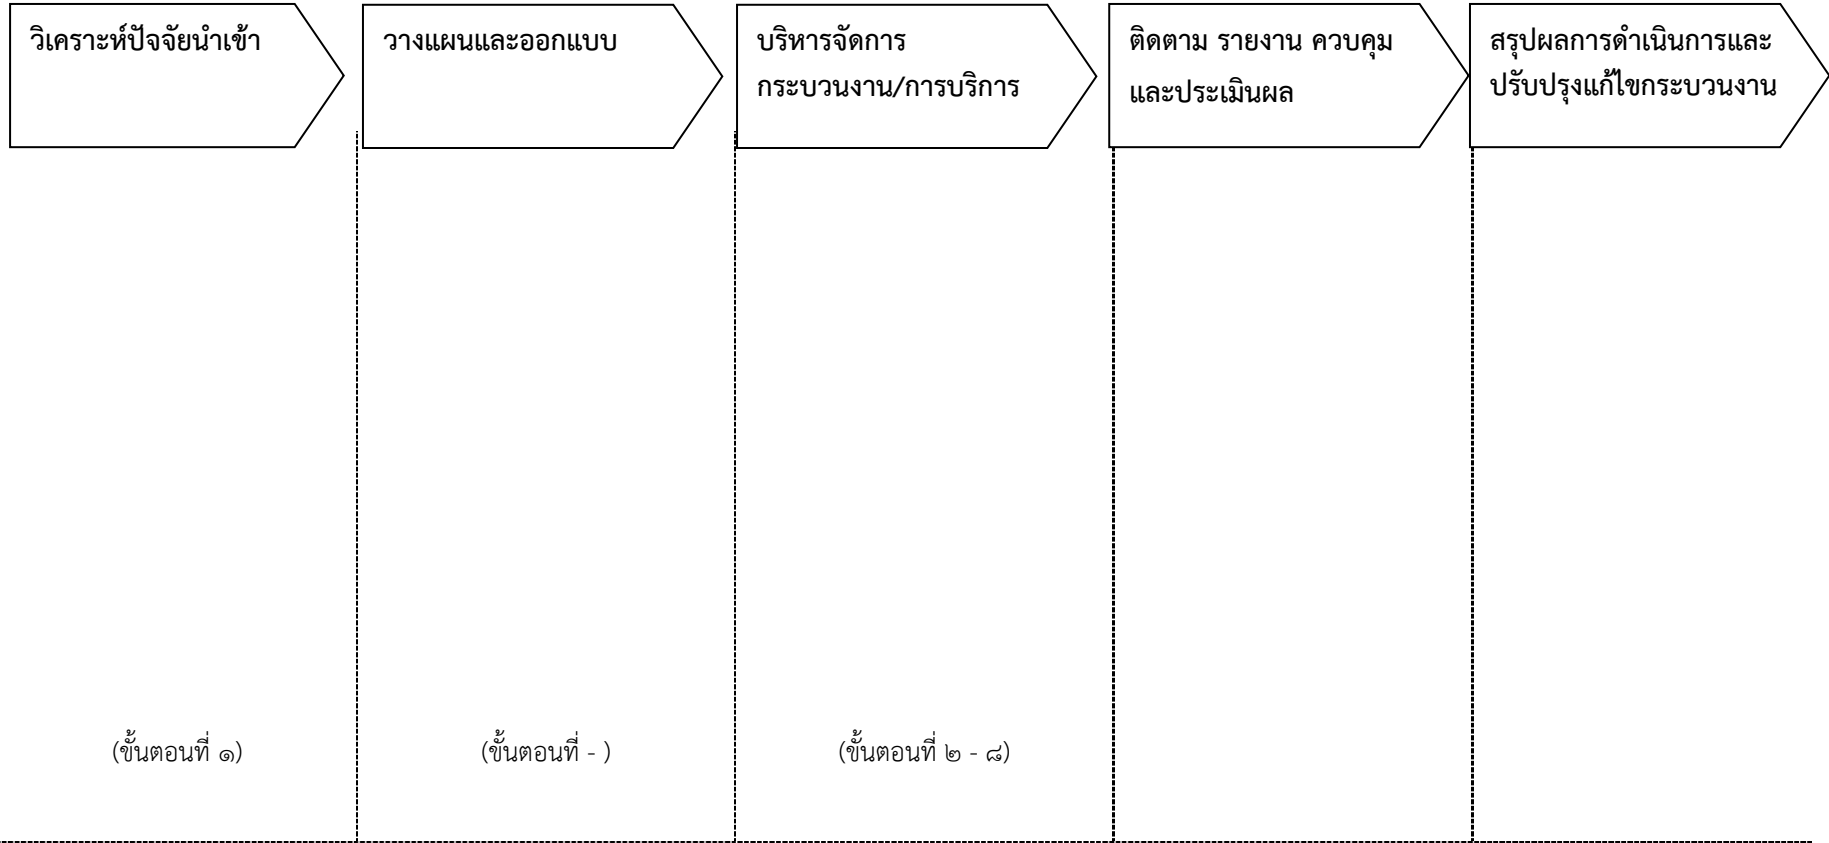 วิเคราะห์ปัจจัยนำเข้า
วางแผนและออกแบบ
บริหารจัดการ
กระบวนงาน/การบริการ
ติดตาม รายงาน ควบคุม
และประเมินผล
สรุปผลการดำเนินการและ
ปรับปรุงแก้ไขกระบวนงาน
(ขั้นตอนที่ ๑)
(ขั้นตอนที่ - )
(ขั้นตอนที่ ๒ - ๘)